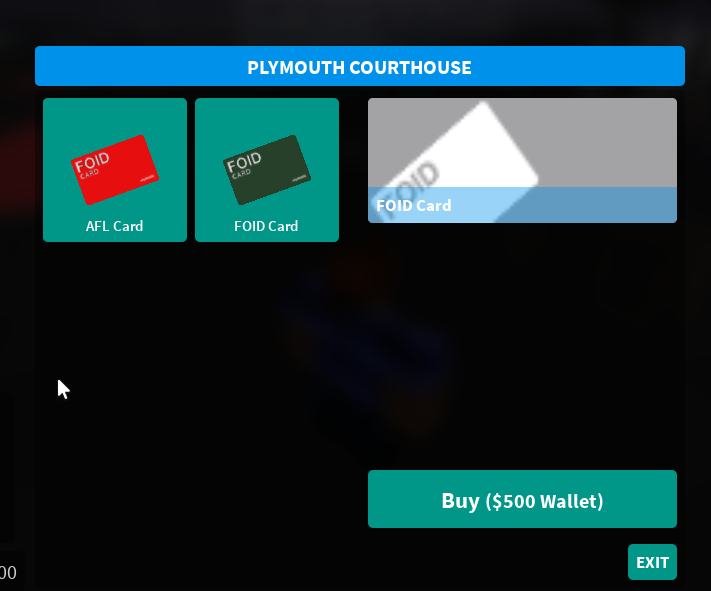 PLYMOUTH COURTHOUSE
FOID
CARD
AFL Card
FOID
CARD
FOID Card
FOID
FOID Card
Buy ($500 Wallet)
EXIT
00